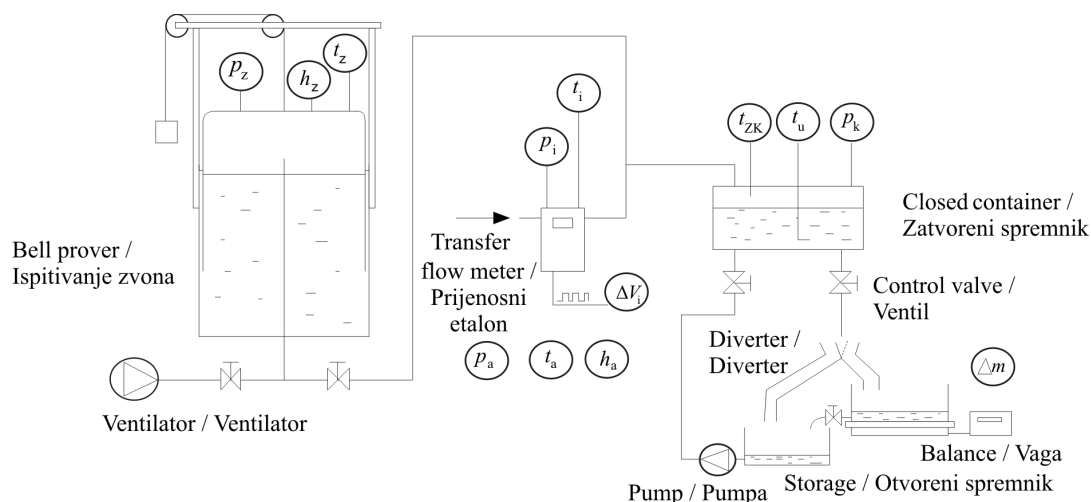 p_z
h_z
t_z
t_i
p_i
t_ZK
t_u
p_k
Bell prover /
Ispitivanje zvona
Transfer
flow meter /
Prijenosni
etalon
ΔV_i
Closed container /
Zatvoreni spremnik
Control valve /
Ventil
p_a
t_a
h_a
Diverter /
Diverter
Δm
Ventilator / Ventilator
Balance / Vaga
Storage / Otvoreni spremnik
Pump / Pumpa